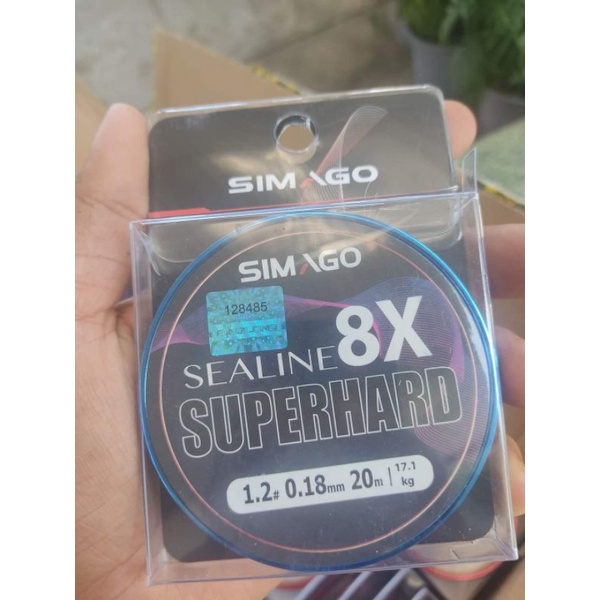 SIMAGO
SIMAGO
128485
SEALINE 8X
SUPERHARD
1.2# 0.18mm 20m 17.1 kg